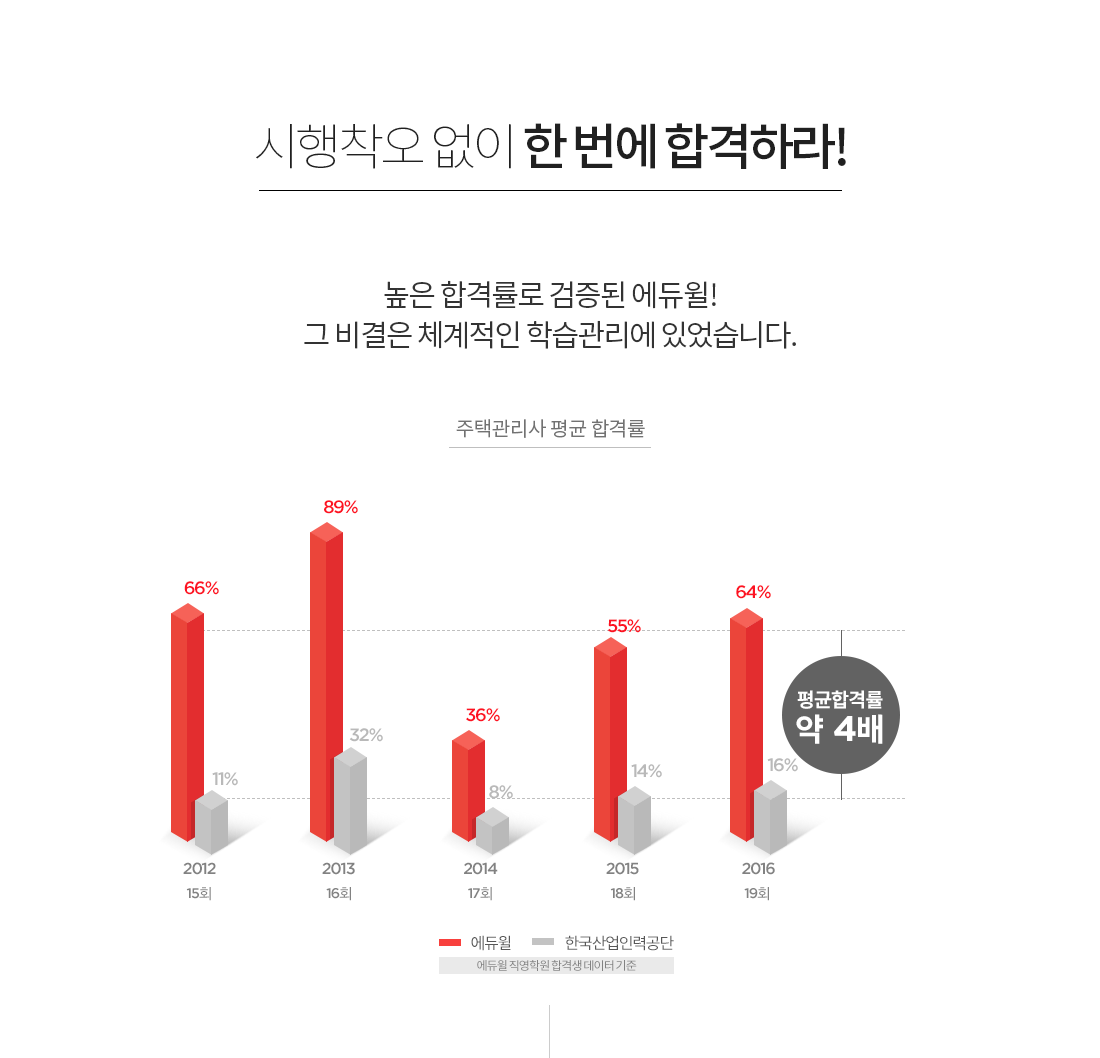 시행착오 없이 한 번에 합격하라!
높은 합격률로 검증된 에듀윌!
그 비결은 체계적인 학습관리에 있었습니다.
주택관리사 평균 합격률
89%
66%
64%
55%
평균합격률
36%
약 4배
32%
16%
14%
11%
8%
2012 2013 2014 2015 2016
15회 16회 17회 18회 19회
에듀윌 한국산업인력공단
에듀윌 직영학원 합격생 데이터 기준